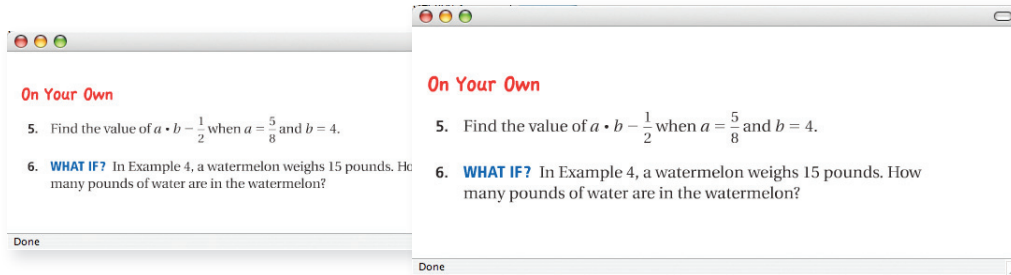 On Your Own
5. Find the value of a • b − 1/2 when a = 5/8 and b = 4.
6. WHAT IF? In Example 4, a watermelon weighs 15 pounds. Ho
many pounds of water are in the watermelon?
Done
On Your Own
5. Find the value of a • b − 1/2 when a = 5/8 and b = 4.
6. WHAT IF? In Example 4, a watermelon weighs 15 pounds. How
many pounds of water are in the watermelon?
Done